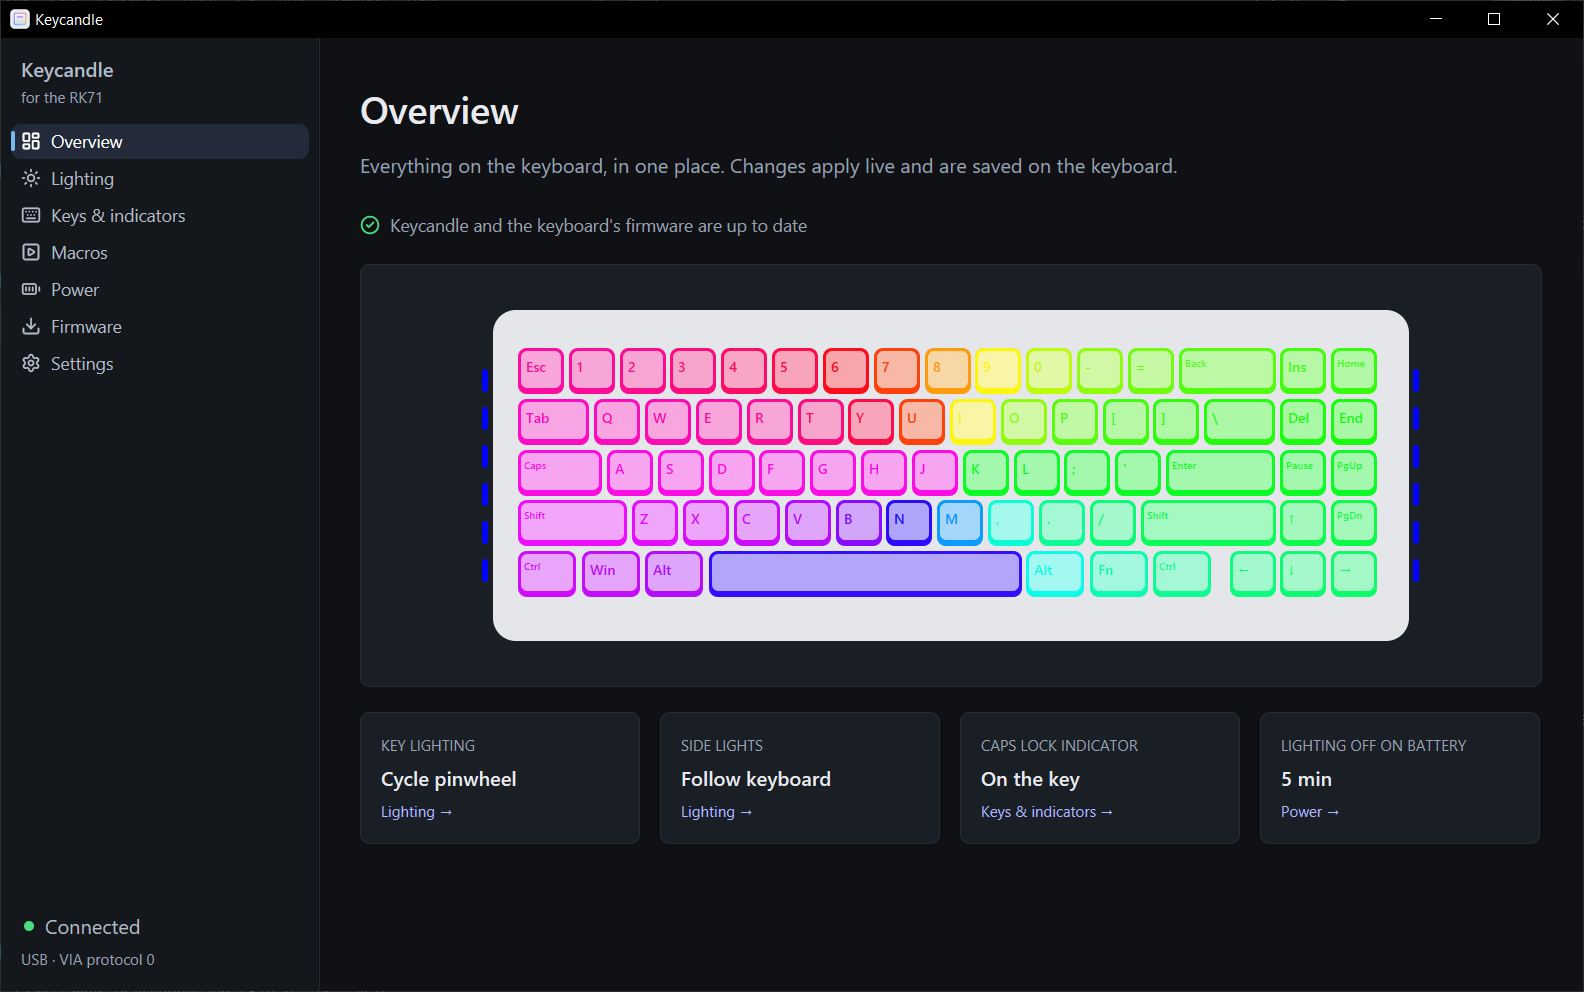 Keycandle
Keycandle
for the RK71
Overview
Lighting
Keys & indicators
Macros
Power
Firmware
Settings
Connected
USB · VIA protocol 0
Overview
Everything on the keyboard, in one place. Changes apply live and are saved on the keyboard.
Keycandle and the keyboard's firmware are up to date
Esc 1 2 3 4 5 6 7 8 9 0 - = Back Ins Home
Tab Q W E R T Y U I O P [ ] \ Del End
Caps A S D F G H J K L ; ' Enter Pause PgUp
Shift Z X C V B N M , . / Shift ↑ PgDn
Ctrl Win Alt Alt Fn Ctrl ← ↓ →
KEY LIGHTING
Cycle pinwheel
Lighting →
SIDE LIGHTS
Follow keyboard
Lighting →
CAPS LOCK INDICATOR
On the key
Keys & indicators →
LIGHTING OFF ON BATTERY
5 min
Power →